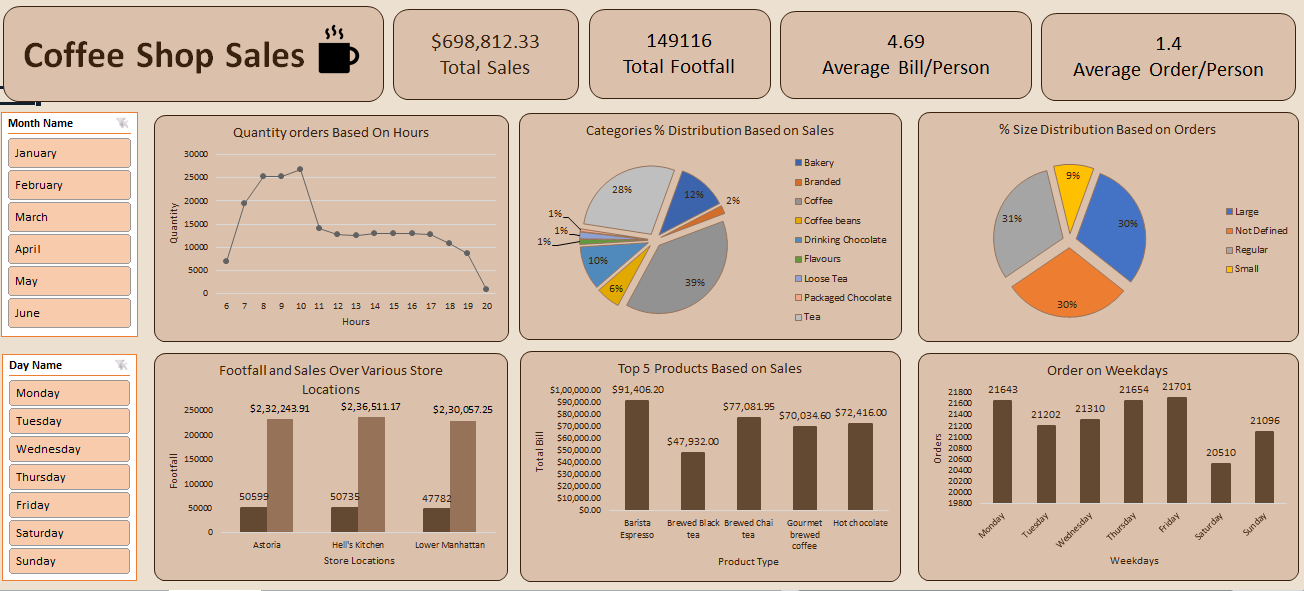 Coffee Shop Sales
$698,812.33
Total Sales
149116
Total Footfall
4.69
Average Bill/Person
1.4
Average Order/Person
Month Name
January
February
March
April
May
June
Day Name
Monday
Tuesday
Wednesday
Thursday
Friday
Saturday
Sunday
Quantity orders Based On Hours
Quantity
30000
25000
20000
15000
10000
5000
0
6 7 8 9 10 11 12 13 14 15 16 17 18 19 20
Hours
Categories % Distribution Based on Sales
28%
12%
2%
39%
6%
10%
1%
1%
1%
Bakery
Branded
Coffee
Coffee beans
Drinking Chocolate
Flavours
Loose Tea
Packaged Chocolate
Tea
% Size Distribution Based on Orders
9%
30%
30%
31%
Large
Not Defined
Regular
Small
Footfall and Sales Over Various Store
Locations
Footfall
250000
200000
150000
100000
50000
0
$2,32,243.91 $2,36,511.17 $2,30,057.25
50599 50735 47782
Astoria Hell's Kitchen Lower Manhattan
Store Locations
Top 5 Products Based on Sales
Total Bill
$1,00,000.00
$90,000.00
$80,000.00
$70,000.00
$60,000.00
$50,000.00
$40,000.00
$30,000.00
$20,000.00
$10,000.00
$0.00
$91,406.20
$47,932.00
$77,081.95
$70,034.60
$72,416.00
Barista
Espresso
Brewed Black
tea
Brewed Chai
tea
Gourmet
brewed
coffee
Hot chocolate
Product Type
Order on Weekdays
Orders
21800
21600
21400
21200
21000
20800
20600
20400
20200
20000
19800
21643
21202
21310
21654
21701
20510
21096
Monday
Tuesday
Wednesday
Thursday
Friday
Saturday
Sunday
Weekdays